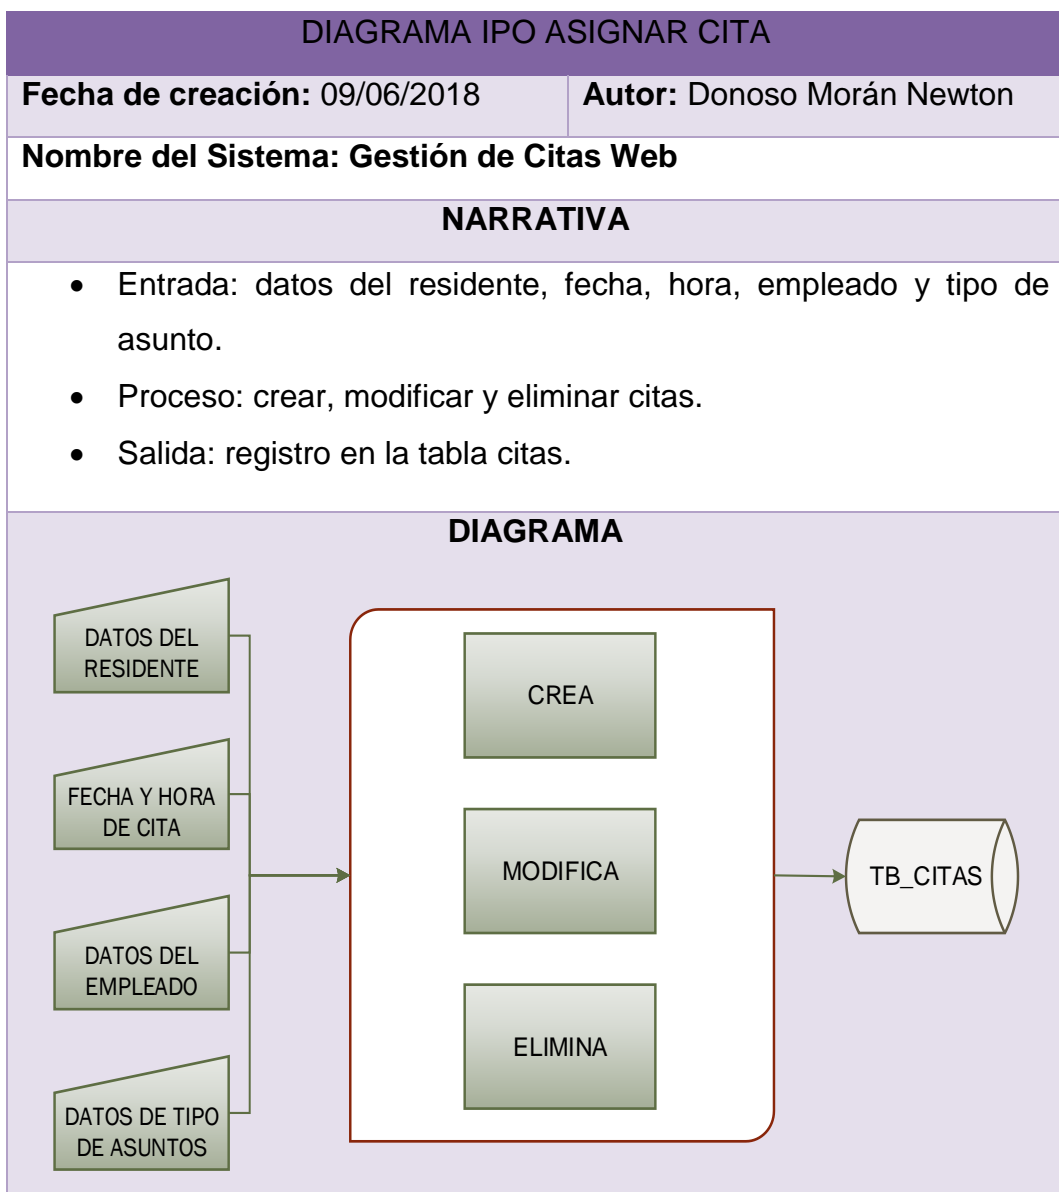 DIAGRAMA IPO ASIGNAR CITA
Fecha de creación: 09/06/2018
Autor: Donoso Morán Newton
Nombre del Sistema: Gestión de Citas Web
NARRATIVA
• Entrada: datos del residente, fecha, hora, empleado y tipo de
asunto.
• Proceso: crear, modificar y eliminar citas.
• Salida: registro en la tabla citas.
DIAGRAMA
DATOS DEL
RESIDENTE
FECHA Y HORA
DE CITA
DATOS DEL
EMPLEADO
DATOS DE TIPO
DE ASUNTOS
CREA
MODIFICA
ELIMINA
TB_CITAS